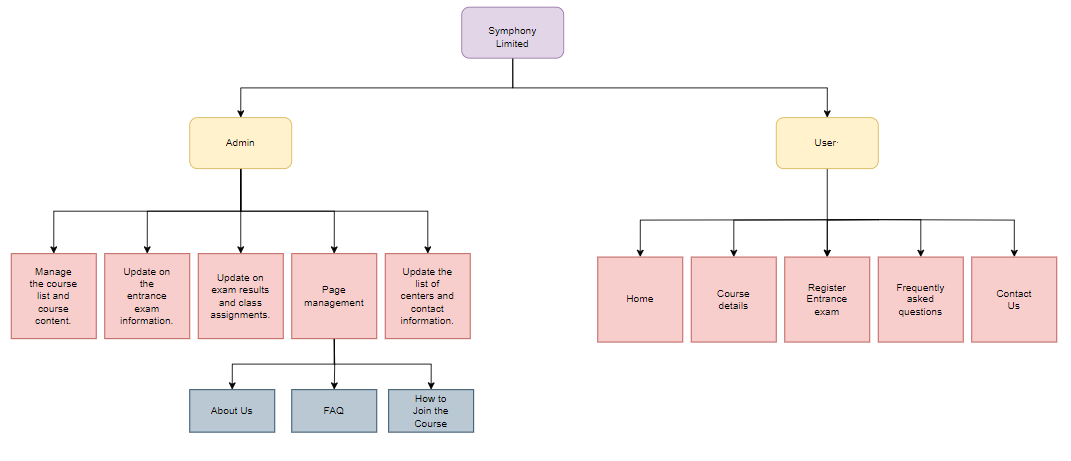 Symphony
Limited
Admin
User
Manage
the course
list and
course
content.
Update on
the
entrance
exam
information.
Update on
exam results
and class
assignments.
Page
management
Update the
list of
centers and
contact
information.
Home
Course
details
Register
Entrance
exam
Frequently
asked
questions
Contact
Us
About Us
FAQ
How to
Join the
Course